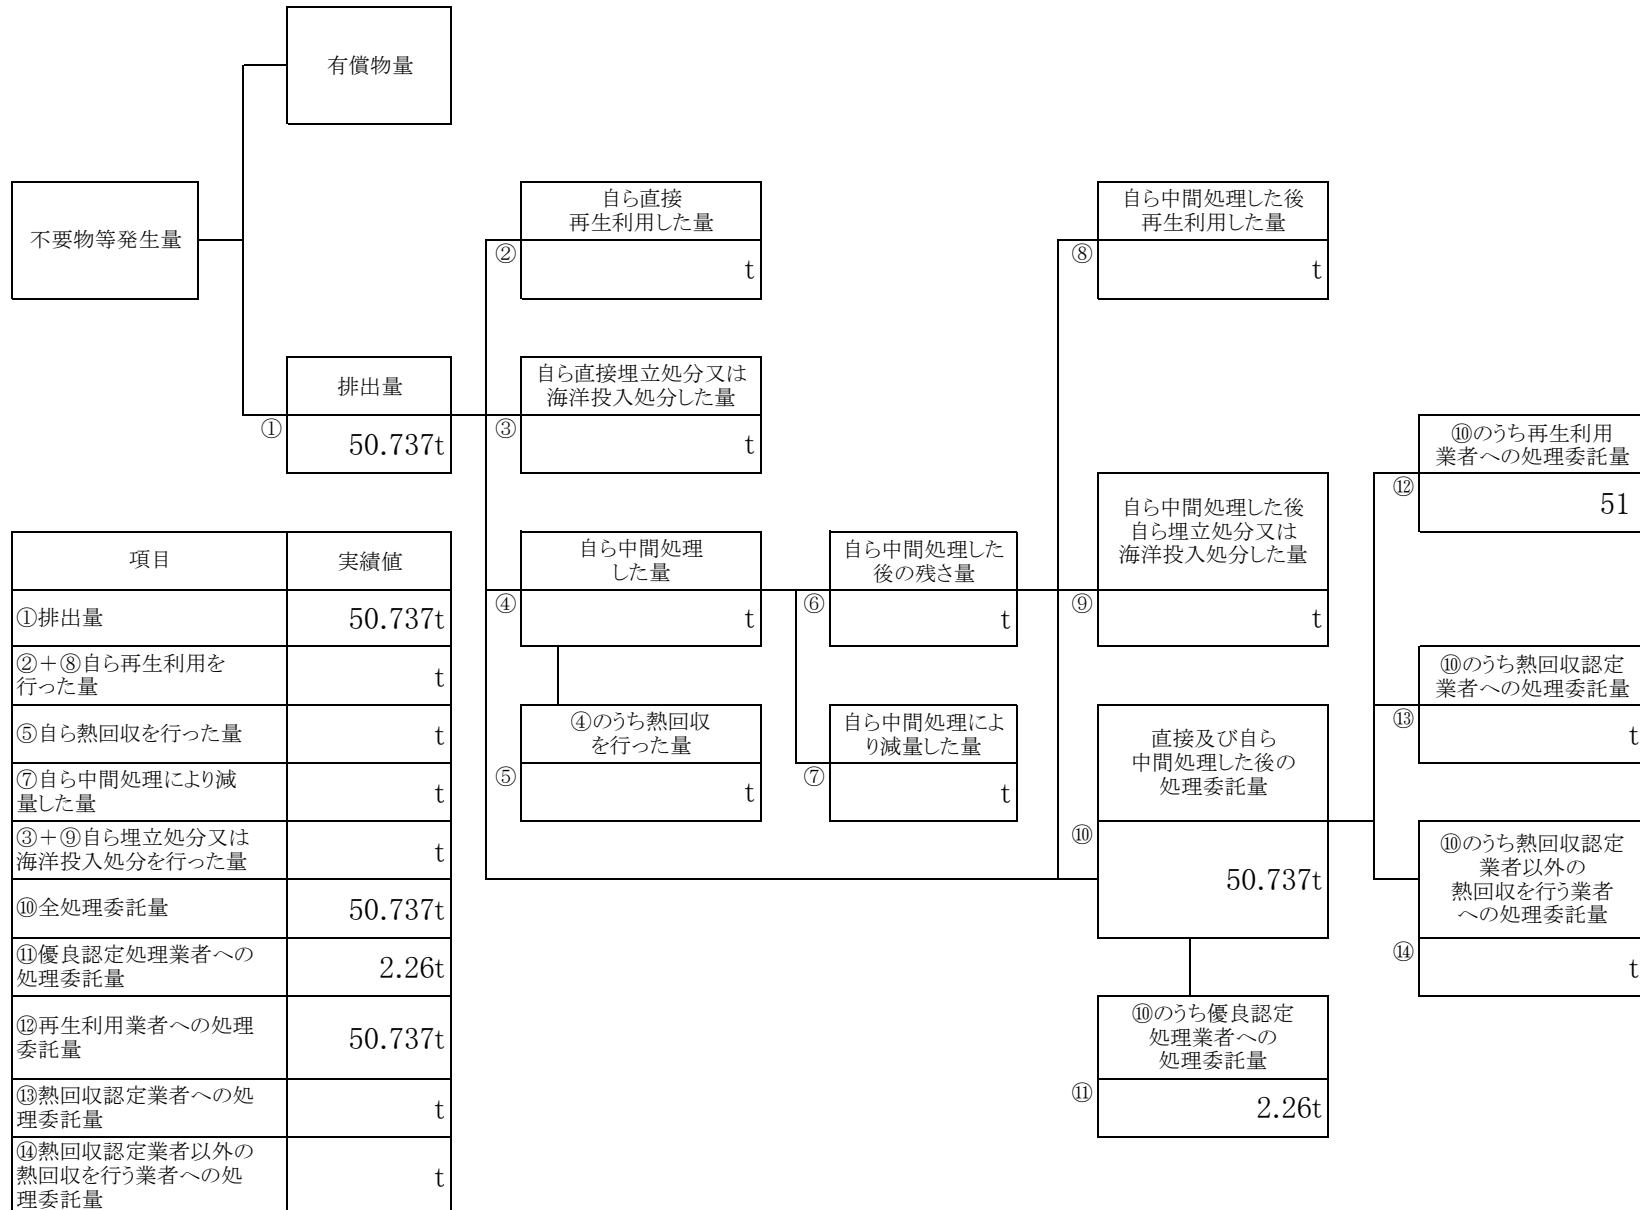 有償物量
不要物等発生量
自ら直接
再生利用した量
②
t
自ら中間処理した後
再生利用した量
⑧
t
排出量
①
50.737t
自ら直接埋立処分又は
海洋投入処分した量
③
t
⑩のうち再生利用
業者への処理委託量
⑫
51
自ら中間処理した後
自ら埋立処分又は
海洋投入処分した量
⑨
t
自ら中間処理
した量
④
t
自ら中間処理した
後の残さ量
⑥
t
⑩のうち熱回収認定
業者への処理委託量
⑬
t
④のうち熱回収
を行った量
⑤
t
自ら中間処理によ
り減量した量
⑦
t
直接及び自ら
中間処理した後の
処理委託量
⑩
50.737t
⑩のうち熱回収認定
業者以外の
熱回収を行う業者
への処理委託量
⑭
t
⑩のうち優良認定
処理業者への
処理委託量
⑪
2.26t
項目
実績値
①排出量
50.737t
②+⑧自ら再生利用を
行った量
t
⑤自ら熱回収を行った量
t
⑦自ら中間処理により減
量した量
t
③+⑨自ら埋立処分又は
海洋投入処分を行った量
t
⑩全処理委託量
50.737t
⑪優良認定処理業者への
処理委託量
2.26t
⑫再生利用業者への処理
委託量
50.737t
⑬熱回収認定業者への処
理委託量
t
⑭熱回収認定業者以外の
熱回収を行う業者への処
理委託量
t